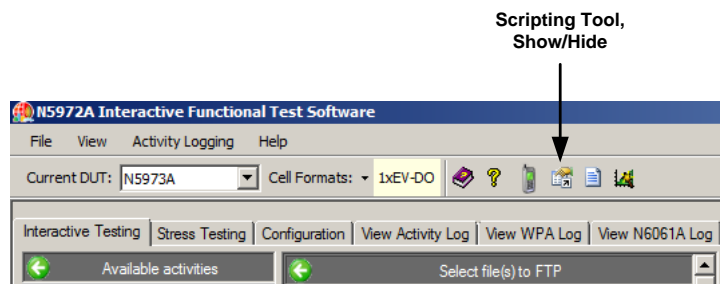 Scripting Tool,
Show/Hide
N5972A Interactive Functional Test Software
File View Activity Logging Help
Current DUT: N5973A Cell Formats: 1xEV-DO
Interactive Testing Stress Testing Configuration View Activity Log View WPA Log View N6061A Log
Available activities Select file(s) to FTP